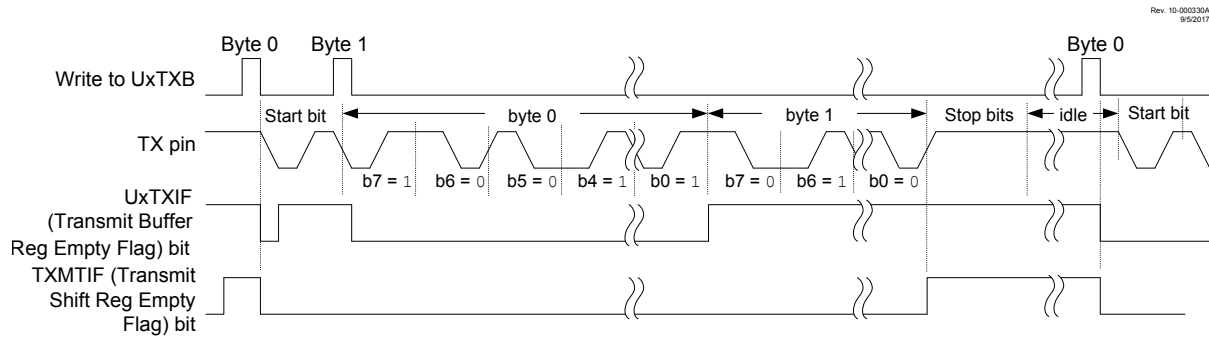 Rev. 10-000330A
9/5/2017
Byte 0 Byte 1 Byte 0
Write to UxTXB
Start bit byte 0 byte 1 Stop bits idle Start bit
TX pin
b7 = 1 b6 = 0 b5 = 0 b4 = 1 b0 = 1 b7 = 0 b6 = 1 b0 = 0
UxTXIF
(Transmit Buffer
Reg Empty Flag) bit
TXMTIF (Transmit
Shift Reg Empty
Flag) bit